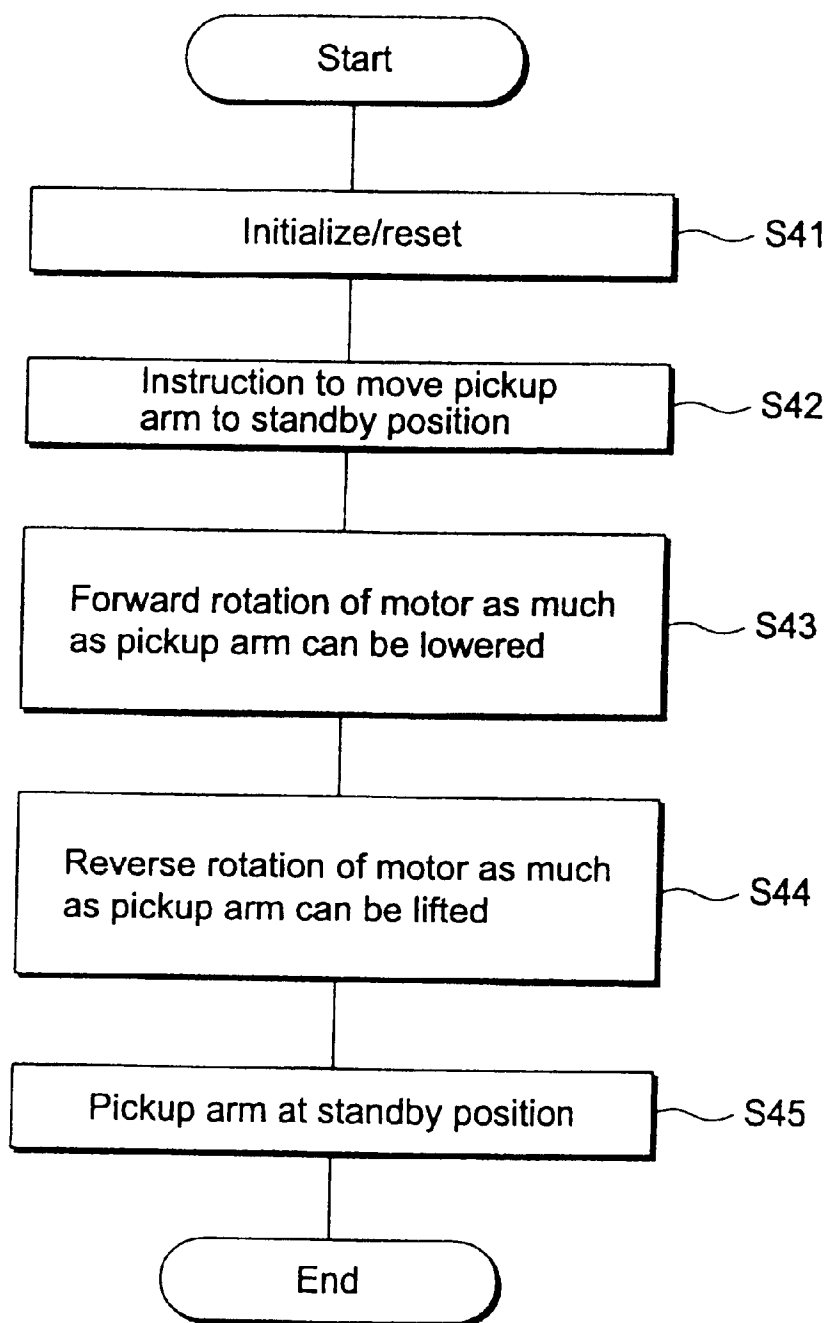 Start
Initialize/reset
S41
Instruction to move pickup
arm to standby position
S42
Forward rotation of motor as much
as pickup arm can be lowered
S43
Reverse rotation of motor as much
as pickup arm can be lifted
S44
Pickup arm at standby position
S45
End